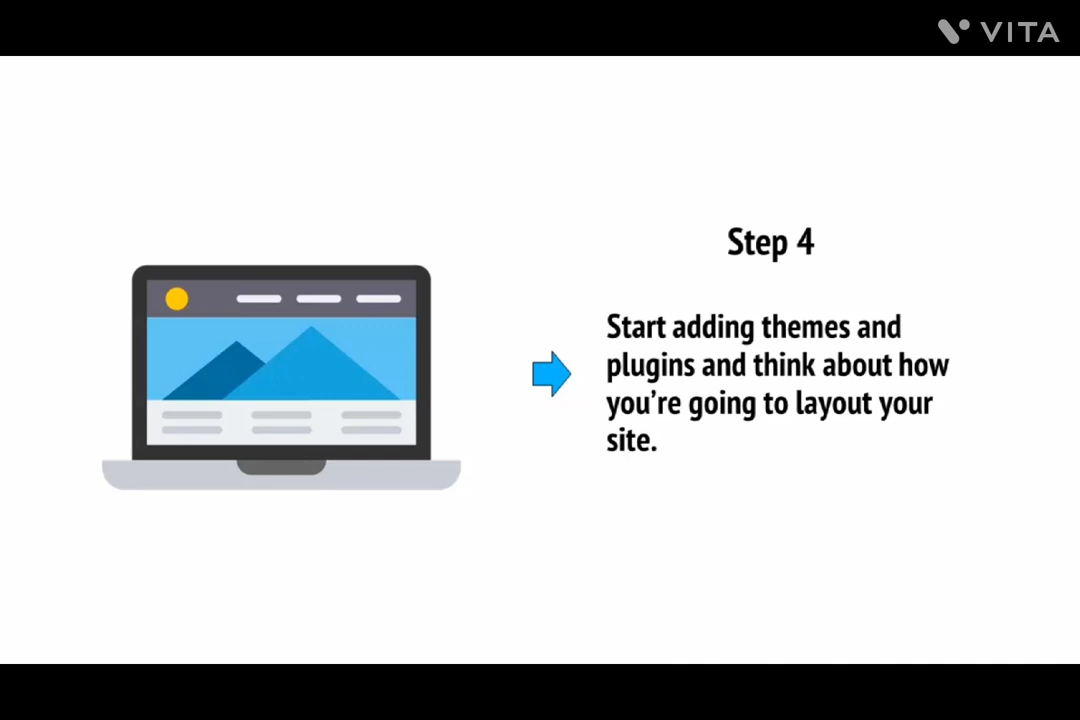 VITA
Step 4
Start adding themes and
plugins and think about how
you’re going to layout your
site.